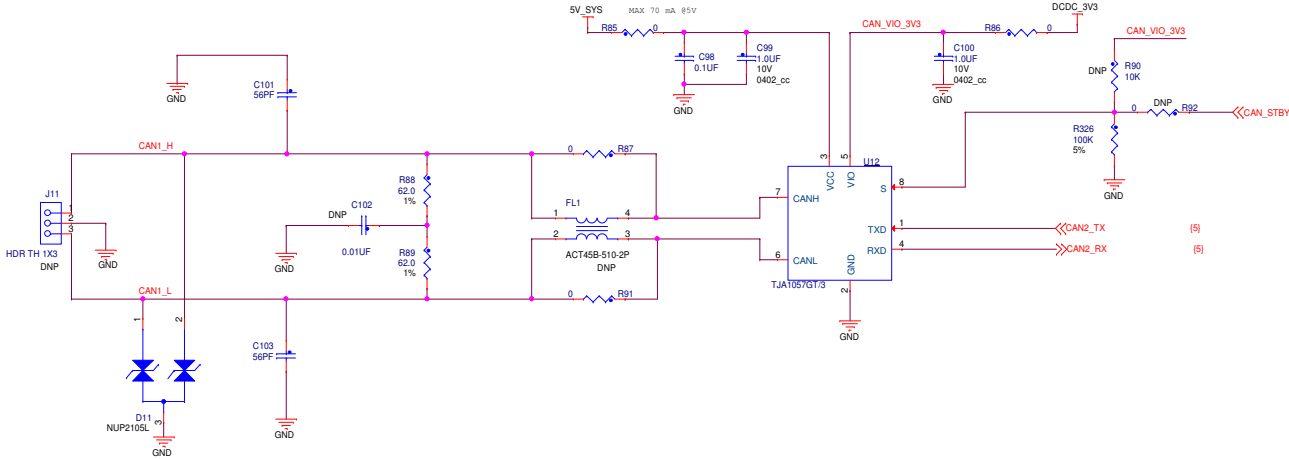 5V_SYS
MAX 70 mA @5V
DCDC_3V3
R85
0
CAN_VIO_3V3
R86
0
CAN_VIO_3V3
C98
0.1UF
C99
1.0UF
10V
0402_cc
C100
1.0UF
10V
0402_cc
DNP
R90
10K
GND
C101
56PF
GND
GND
0
DNP
R92
CAN_STBY
R326
100K
5%
GND
CAN1_H
0
R87
3
5
U12
VCC
VIO
J11
1
2
3
HDR TH 1X3
DNP
GND
R88
62.0
1%
DNP
C102
0.01UF
GND
R89
62.0
1%
FL1
1
4
2
3
ACT45B-510-2P
DNP
7
CANH
S
8
TXD
1
CAN2_TX
{5}
RXD
4
CAN2_RX
{5}
6
CANL
GND
2
TJA1057GT/3
GND
CAN1_L
0
R91
1
2
C103
56PF
GND
D11
3
NUP2105L
GND